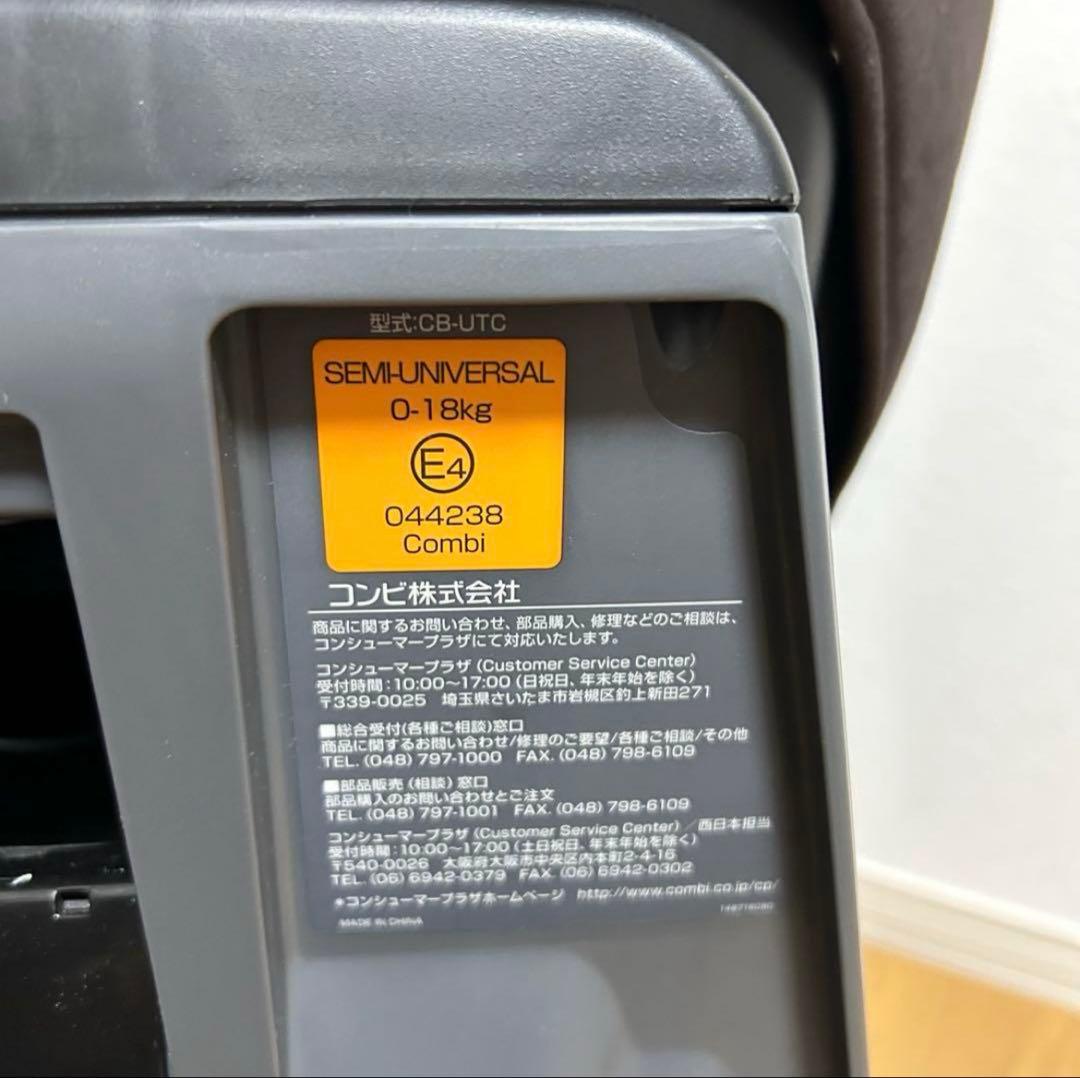 型式:CB-UTC
SEMI-UNIVERSAL
0-18kg
E4
044238
Combi
コンビ株式会社
商品に関するお問い合わせ、部品購入、修理などのご相談は、
コンシューマープラザにて対応いたします。
コンシューマープラザ (Customer Service Center)
受付時間:10:00〜17:00 (日祝日、年末年始を除く)
〒339-0025 埼玉県さいたま市岩槻区釣上新田271
■総合受付(各種ご相談)窓口
商品に関するお問い合わせ/修理のご要望/各種ご相談/その他
TEL. (048) 797-1000 FAX. (048) 798-6109
■部品販売 (相談) 窓口
部品購入のお問い合わせとご注文
TEL. (048) 797-1001 FAX. (048) 798-6109
コンシューマープラザ (Customer Service Center) / 西日本担当
受付時間:10:00〜17:00 (土日祝日、年末年始を除く)
〒540-0026 大阪府大阪市中央区内本町2-4-16
TEL. (06) 6942-0379 FAX. (06) 6942-0302
*コンシューマープラザホームページ http://www.combi.co.jp/cp/
MADE IN CHINA